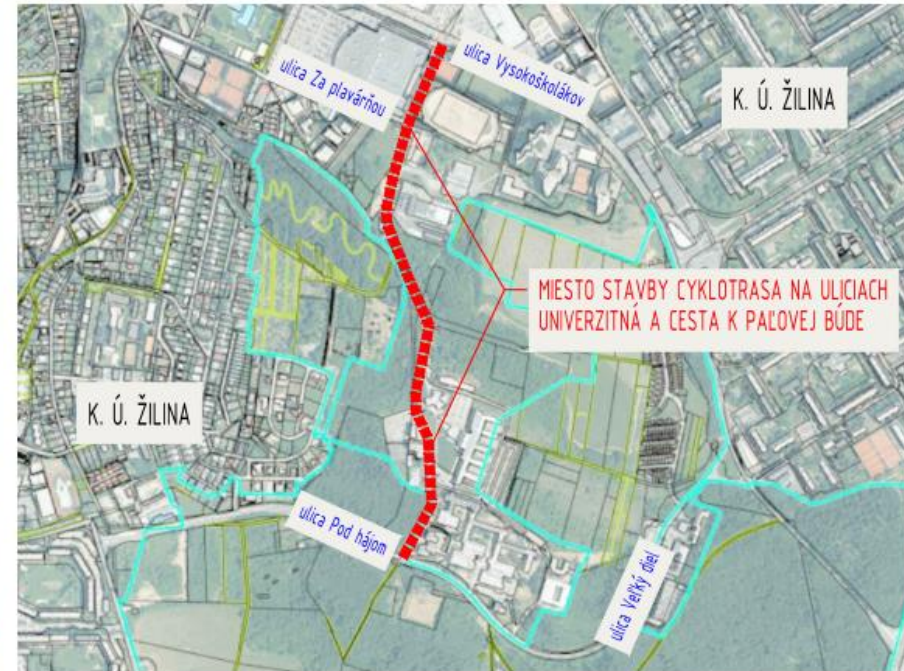 ulica Za plavárňou
ulica Vysokoškolákov
K. Ú. ŽILINA
MIESTO STAVBY CYKLOTRASA NA ULICIACH
UNIVERZITNÁ A CESTA K PAĽOVEJ BÚDE
K. Ú. ŽILINA
ulica Pod hájom
ulica Veľký diel